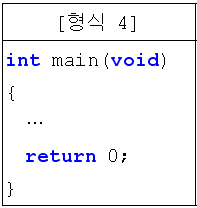 [형식 4]
int main(void)
{
…
return 0;
}